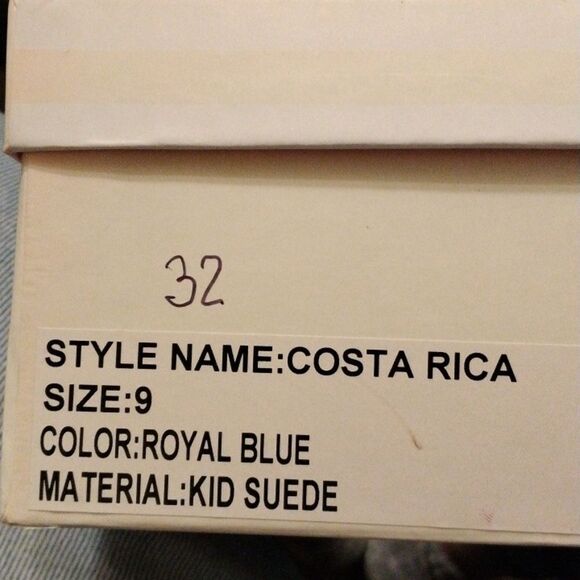 32
STYLE NAME:COSTA RICA
SIZE:9
COLOR:ROYAL BLUE
MATERIAL:KID SUEDE